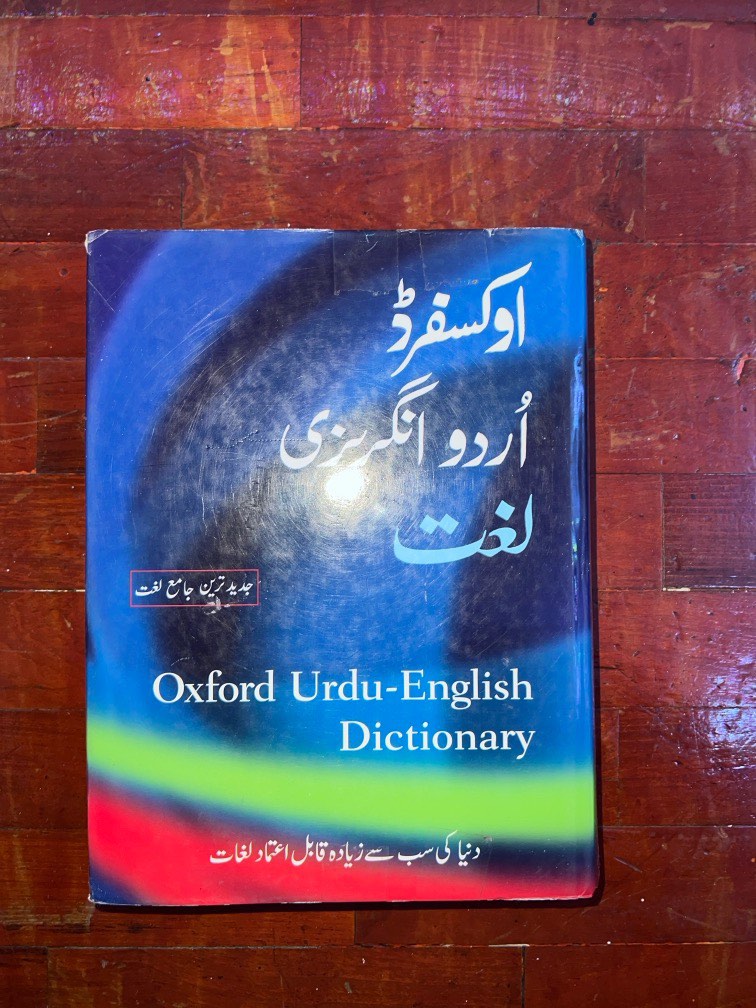 اوکسفرڈ
اُردو انگریزی
لغت
جدید ترین جامع لغت
Oxford Urdu-English
Dictionary
دنیا کی سب سے زیادہ قابل اعتماد لغات